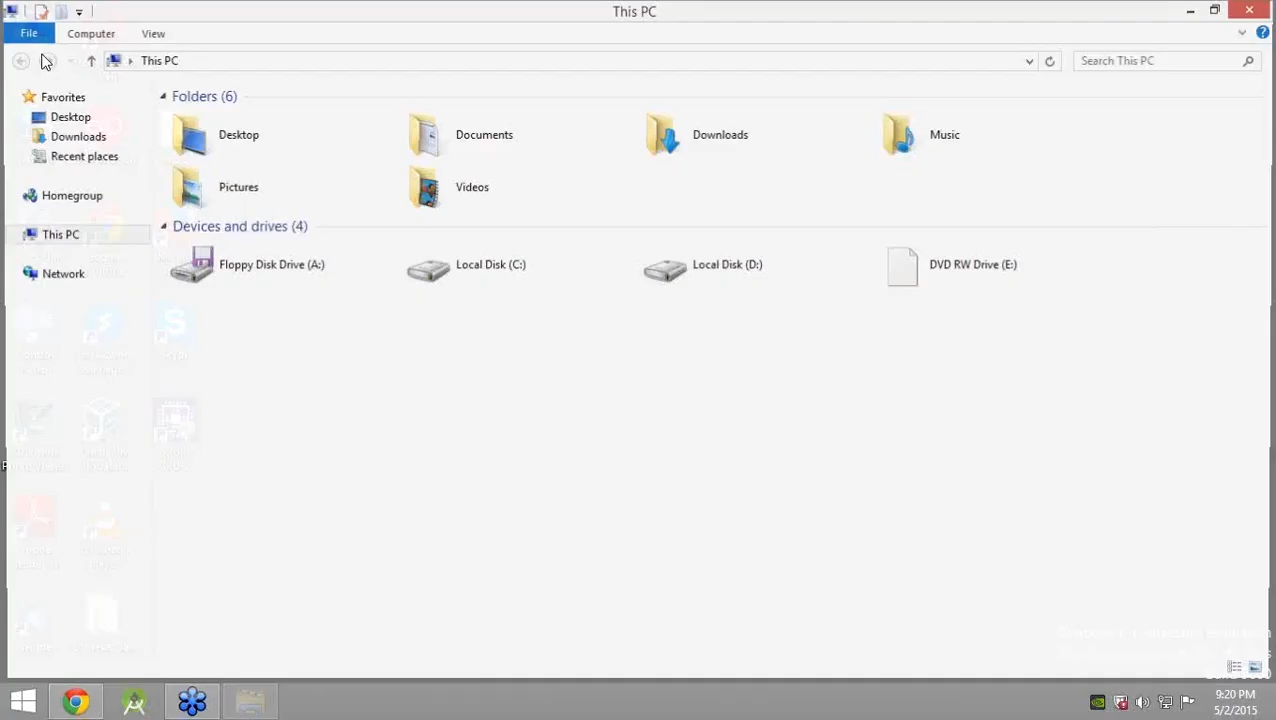 This PC
File Computer View
This PC Search This PC
Favorites
Desktop
Downloads
Recent places
Homegroup
This PC
Network
Folders (6)
Desktop Documents Downloads Music
Pictures Videos
Devices and drives (4)
Floppy Disk Drive (A:) Local Disk (C:) Local Disk (D:) DVD RW Drive (E:)
9:20 PM
5/2/2015